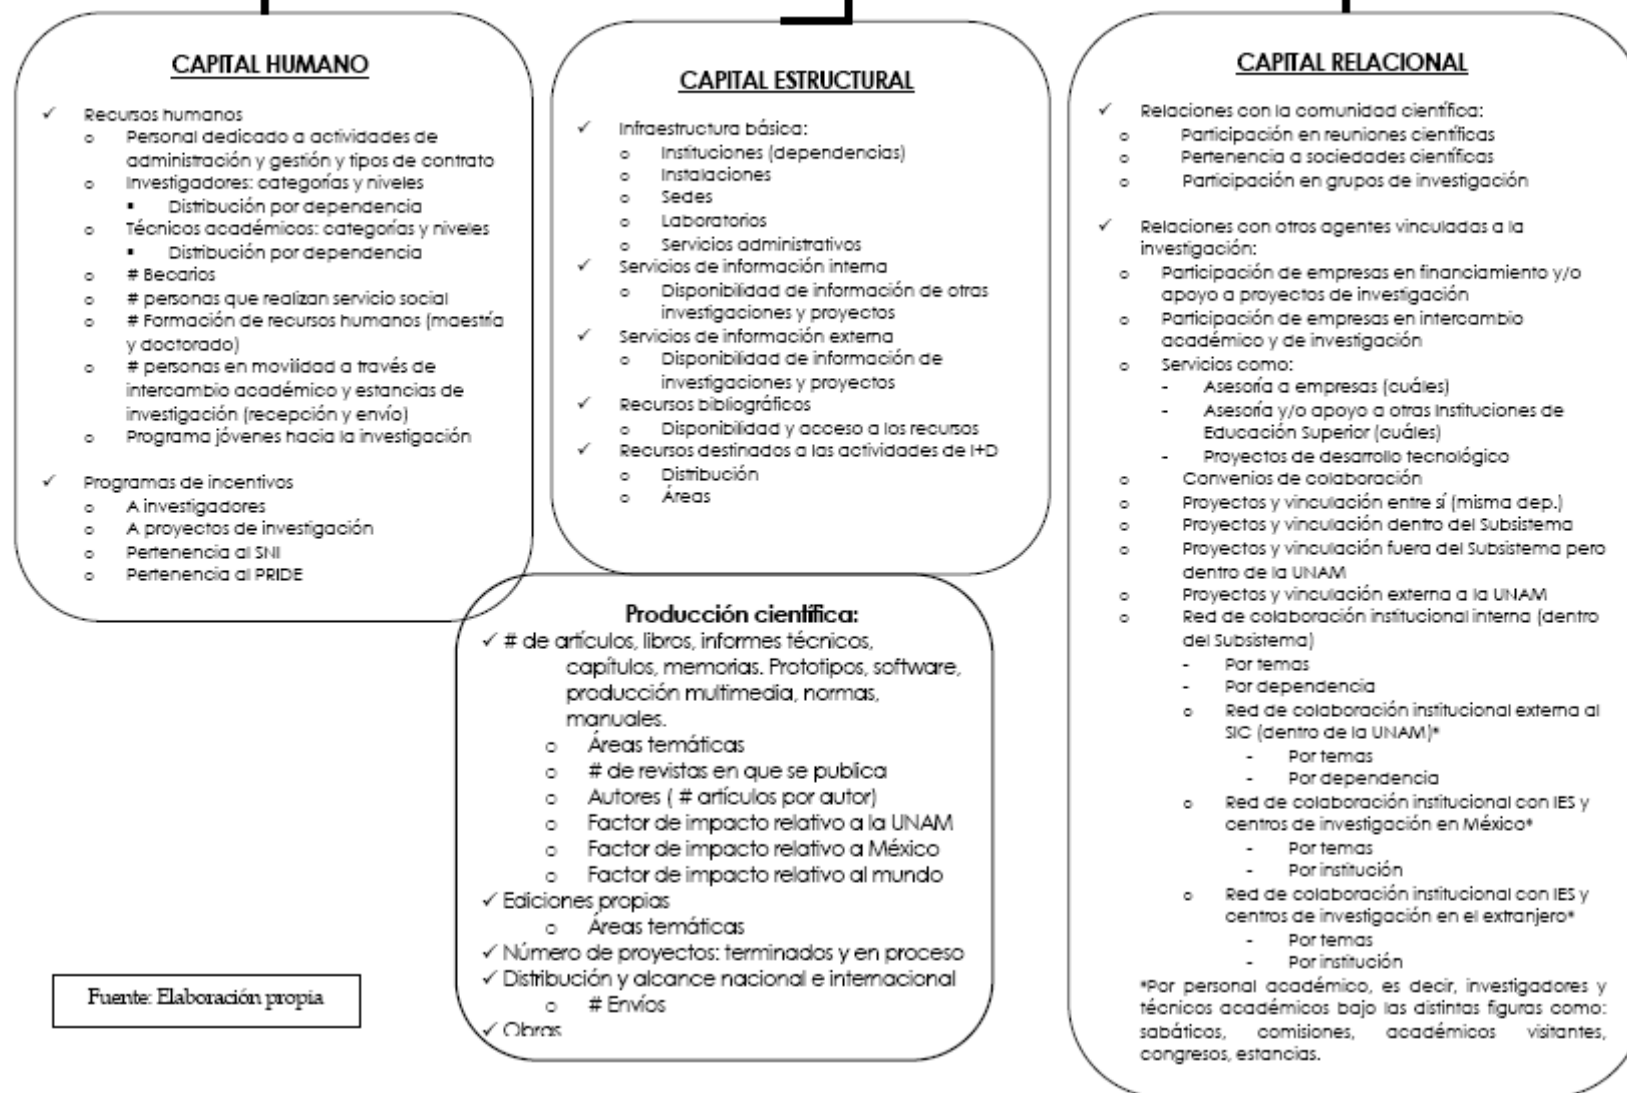 CAPITAL HUMANO
✓ Recursos humanos
o Personal dedicado a actividades de
administración y gestión y tipos de contrato
o Investigadores: categorías y niveles
▪ Distribución por dependencia
o Técnicos académicos: categorías y niveles
▪ Distribución por dependencia
o # Becarios
o # personas que realizan servicio social
o # Formación de recursos humanos (maestría
y doctorado)
o # personas en movilidad a través de
intercambio académico y estancias de
investigación (recepción y envío)
o Programa jóvenes hacia la investigación
✓ Programas de incentivos
o A investigadores
o A proyectos de investigación
o Pertenencia al SNI
o Pertenencia al PRIDE
CAPITAL ESTRUCTURAL
✓ Infraestructura básica:
o Instituciones (dependencias)
o Instalaciones
o Sedes
o Laboratorios
o Servicios administrativos
✓ Servicios de información interna
o Disponibilidad de información de otras
investigaciones y proyectos
✓ Servicios de información externa
o Disponibilidad de información de
investigaciones y proyectos
✓ Recursos bibliográficos
o Disponibilidad y acceso a los recursos
✓ Recursos destinados a las actividades de I+D
o Distribución
o Áreas
Producción científica:
✓ # de artículos, libros, informes técnicos,
capítulos, memorias. Prototipos, software,
producción multimedia, normas,
manuales.
o Áreas temáticas
o # de revistas en que se publica
o Autores ( # artículos por autor)
o Factor de impacto relativo a la UNAM
o Factor de impacto relativo a México
o Factor de impacto relativo al mundo
✓ Ediciones propias
o Áreas temáticas
✓ Número de proyectos: terminados y en proceso
✓ Distribución y alcance nacional e internacional
o # Envíos
✓ Obras
CAPITAL RELACIONAL
✓ Relaciones con la comunidad científica:
o Participación en reuniones científicas
o Pertenencia a sociedades científicas
o Participación en grupos de investigación
✓ Relaciones con otros agentes vinculadas a la
investigación:
o Participación de empresas en financiamiento y/o
apoyo a proyectos de investigación
o Participación de empresas en intercambio
académico y de investigación
o Servicios como:
- Asesoría a empresas (cuáles)
- Asesoría y/o apoyo a otras Instituciones de
Educación Superior (cuáles)
- Proyectos de desarrollo tecnológico
o Convenios de colaboración
o Proyectos y vinculación entre sí (misma dep.)
o Proyectos y vinculación dentro del Subsistema
o Proyectos y vinculación fuera del Subsistema pero
dentro de la UNAM
o Proyectos y vinculación externa a la UNAM
o Red de colaboración institucional interna (dentro
del Subsistema)
- Por temas
- Por dependencia
o Red de colaboración institucional externa al
SIC (dentro de la UNAM)*
- Por temas
- Por dependencia
o Red de colaboración institucional con IES y
centros de investigación en México*
- Por temas
- Por institución
o Red de colaboración institucional con IES y
centros de investigación en el extranjero*
- Por temas
- Por institución
*Por personal académico, es decir, investigadores y
técnicos académicos bajo las distintas figuras como:
sabáticos, comisiones, académicos visitantes,
congresos, estancias.
Fuente: Elaboración propia